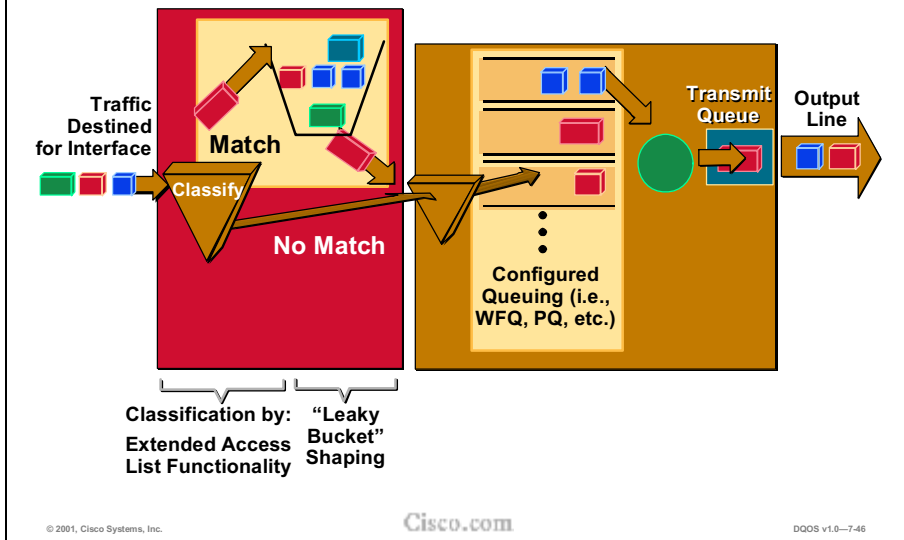 Traffic
Destined
for Interface
Match
Classify
No Match
Configured
Queuing (i.e.,
WFQ, PQ, etc.)
Transmit
Queue
Output
Line
Classification by:
Extended Access
List Functionality
“Leaky
Bucket”
Shaping
© 2001, Cisco Systems, Inc.
Cisco.com
DQOS v1.0—7-46